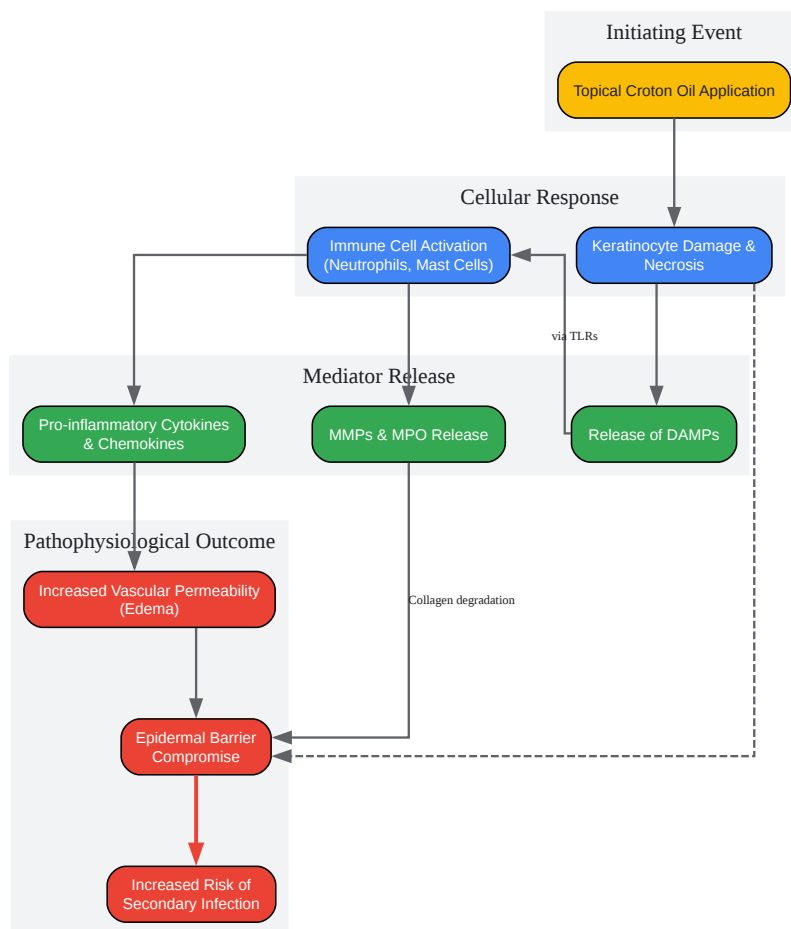 Initiating Event
Topical Croton Oil Application
Cellular Response
Immune Cell Activation
(Neutrophils, Mast Cells)
Keratinocyte Damage &
Necrosis
via TLRs
Mediator Release
Pro-inflammatory Cytokines
& Chemokines
MMPs & MPO Release
Release of DAMPs
Pathophysiological Outcome
Increased Vascular Permeability
(Edema)
Collagen degradation
Epidermal Barrier
Compromise
Increased Risk of
Secondary Infection